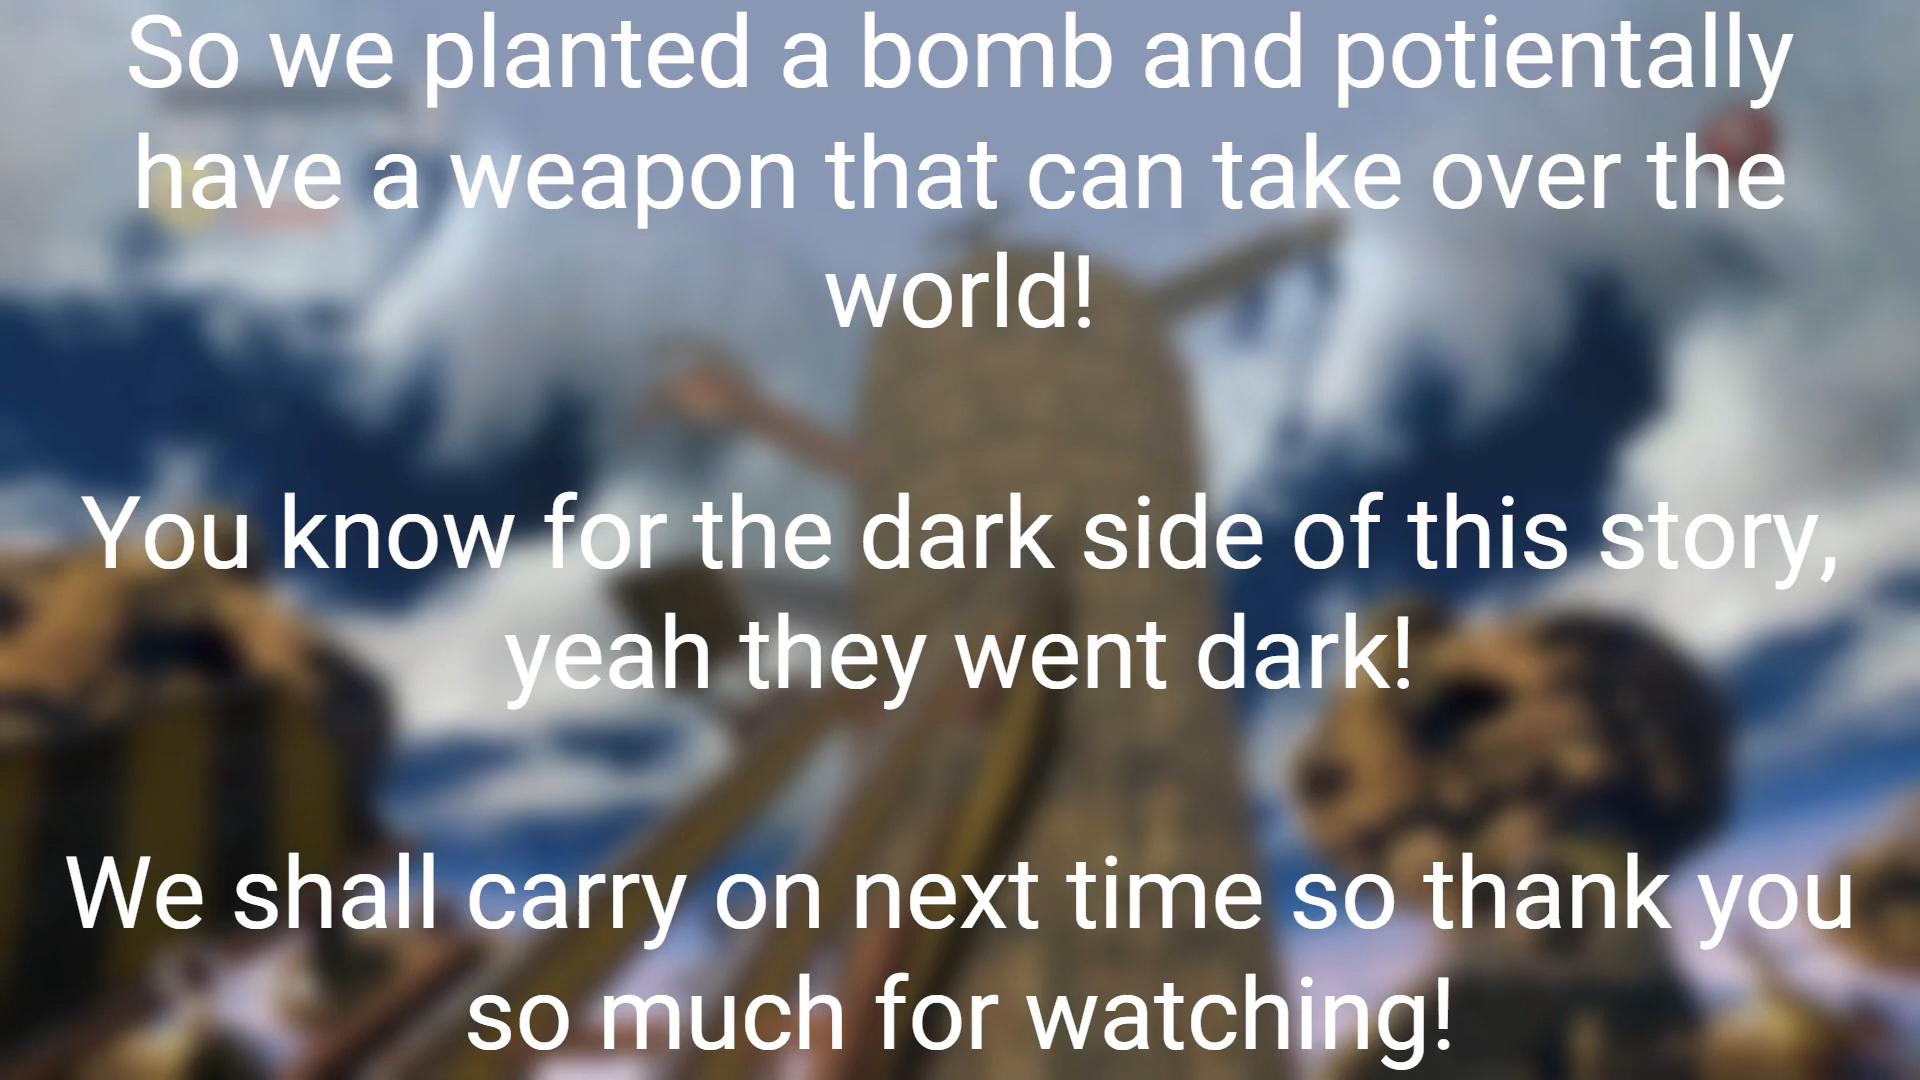 So we planted a bomb and potientally
have a weapon that can take over the
world!
You know for the dark side of this story,
yeah they went dark!
We shall carry on next time so thank you
so much for watching!